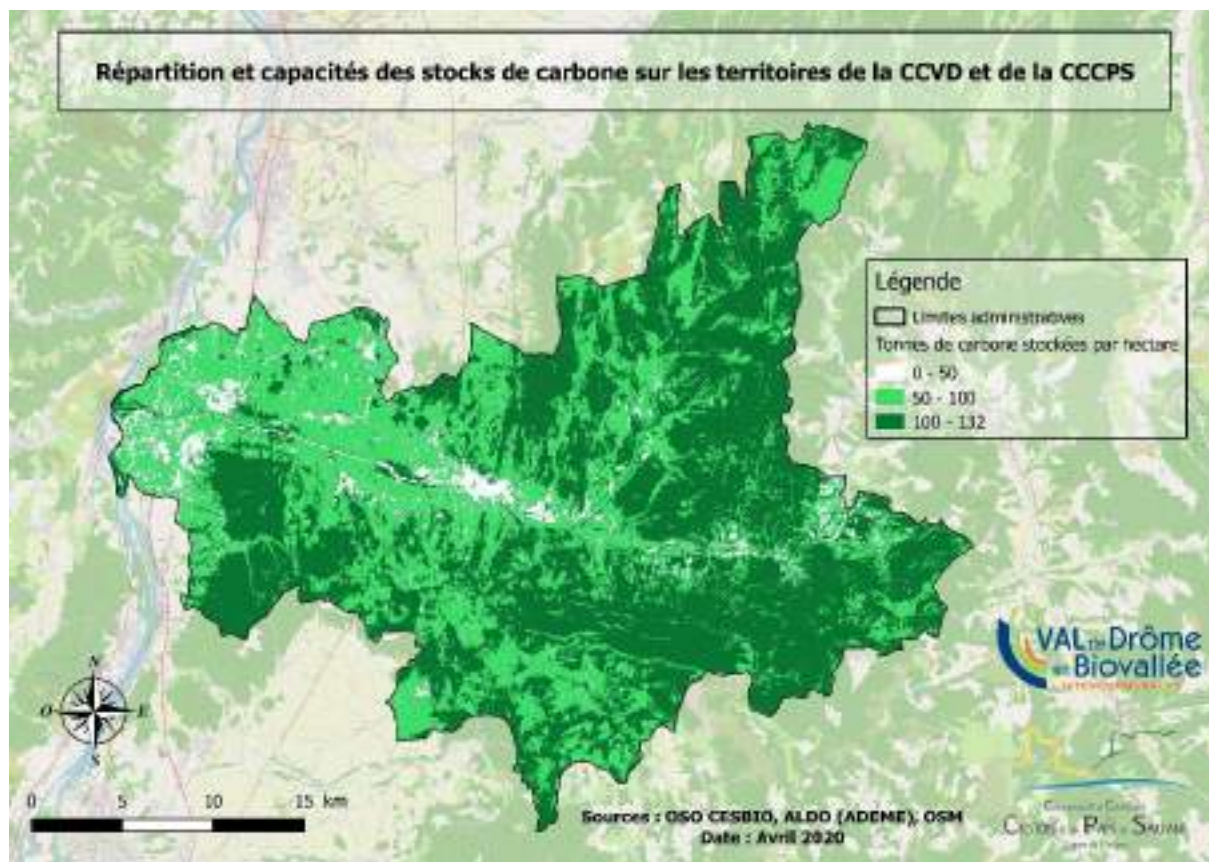 Répartition et capacités des stocks de carbone sur les territoires de la CCVD et de la CCCPS
Légende
Limites administratives
Tonnes de carbone stockées par hectare
0 - 50
50 - 100
100 - 132
VAL de Drôme
en Biovallée
N
O E
S
0 5 10 15 km
Sources : OSO CESBIO, ALDO (ADEME), OSM
Date : Avril 2020